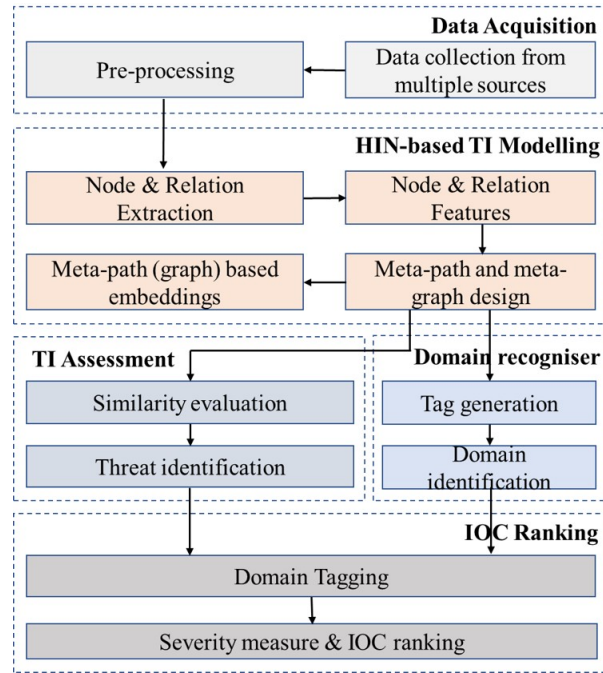 Data Acquisition
Pre-processing
Data collection from
multiple sources
HIN-based TI Modelling
Node & Relation
Extraction
Node & Relation
Features
Meta-path (graph) based
embeddings
Meta-path and meta-
graph design
TI Assessment
Domain recogniser
Similarity evaluation
Tag generation
Threat identification
Domain
identification
IOC Ranking
Domain Tagging
Severity measure & IOC ranking